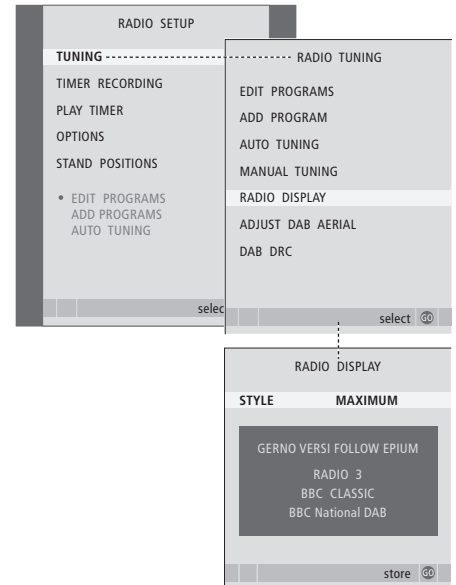 RADIO SETUP
TUNING
TIMER RECORDING
PLAY TIMER
OPTIONS
STAND POSITIONS
• EDIT PROGRAMS
ADD PROGRAMS
AUTO TUNING
selec
RADIO TUNING
EDIT PROGRAMS
ADD PROGRAM
AUTO TUNING
MANUAL TUNING
RADIO DISPLAY
ADJUST DAB AERIAL
DAB DRC
select GO
RADIO DISPLAY
STYLE MAXIMUM
GERNO VERSI FOLLOW EPIUM
RADIO 3
BBC CLASSIC
BBC National DAB
store GO